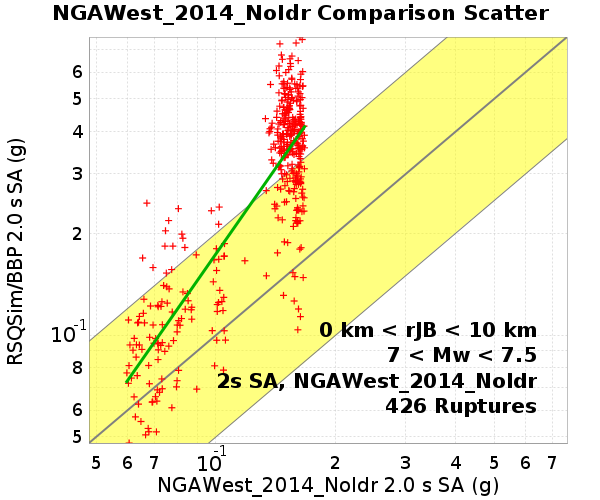 NGAWest_2014_NoIdr Comparison Scatter
RSQSim/BBP 2.0 s SA (g)
6
5
4
3
2
10-1
8
7
6
5
0 km < rJB < 10 km
7 < Mw < 7.5
2s SA, NGAWest_2014_NoIdr
426 Ruptures
5 6 7 10-1 2 3 4 5 6 7
NGAWest_2014_NoIdr 2.0 s SA (g)